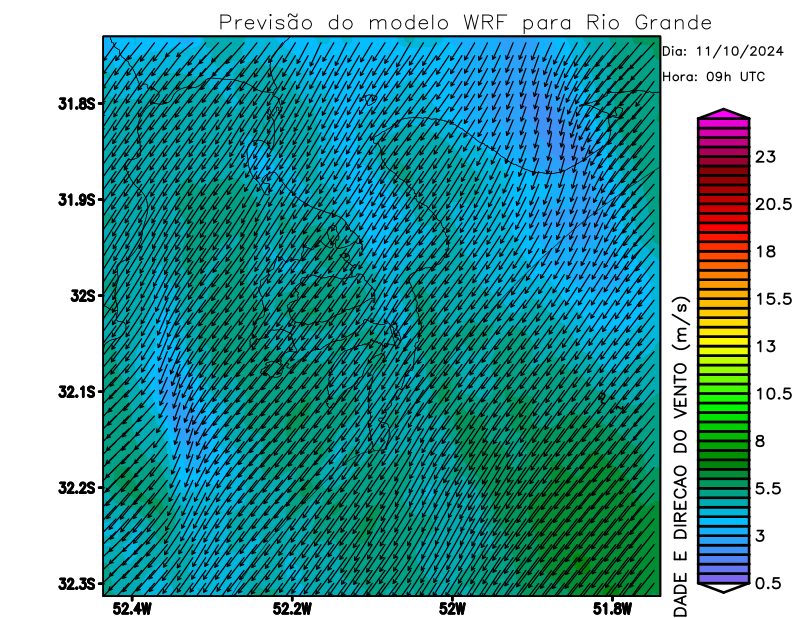 Previsão do modelo WRF para Rio Grande
Dia: 11/10/2024
Hora: 09h UTC
31.8S
31.9S
32S
32.1S
32.2S
32.3S
52.4W
52.2W
52W
51.8W
23
20.5
18
15.5
13
10.5
8
5.5
3
0.5
DADE E DIRECAO DO VENTO (m/s)